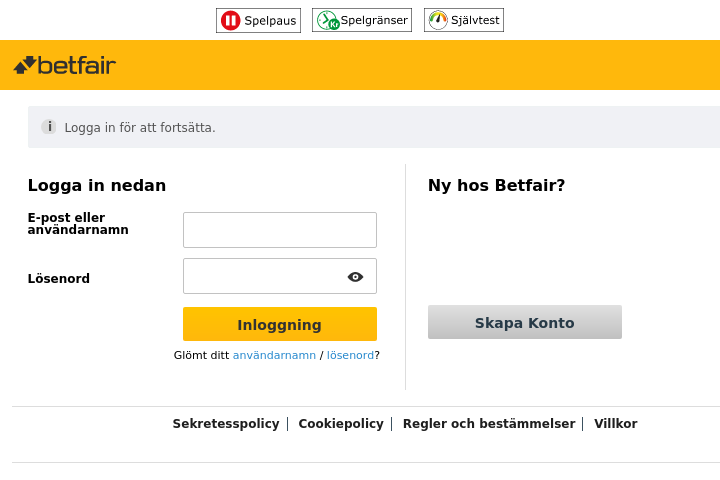 Spelpaus
Kr Spelgränser
Självtest
betfair
i Logga in för att fortsätta.
Logga in nedan
E-post eller
användarnamn
Lösenord
Inloggning
Glömt ditt användarnamn / lösenord?
Ny hos Betfair?
Skapa Konto
Sekretesspolicy
Cookiepolicy
Regler och bestämmelser
Villkor